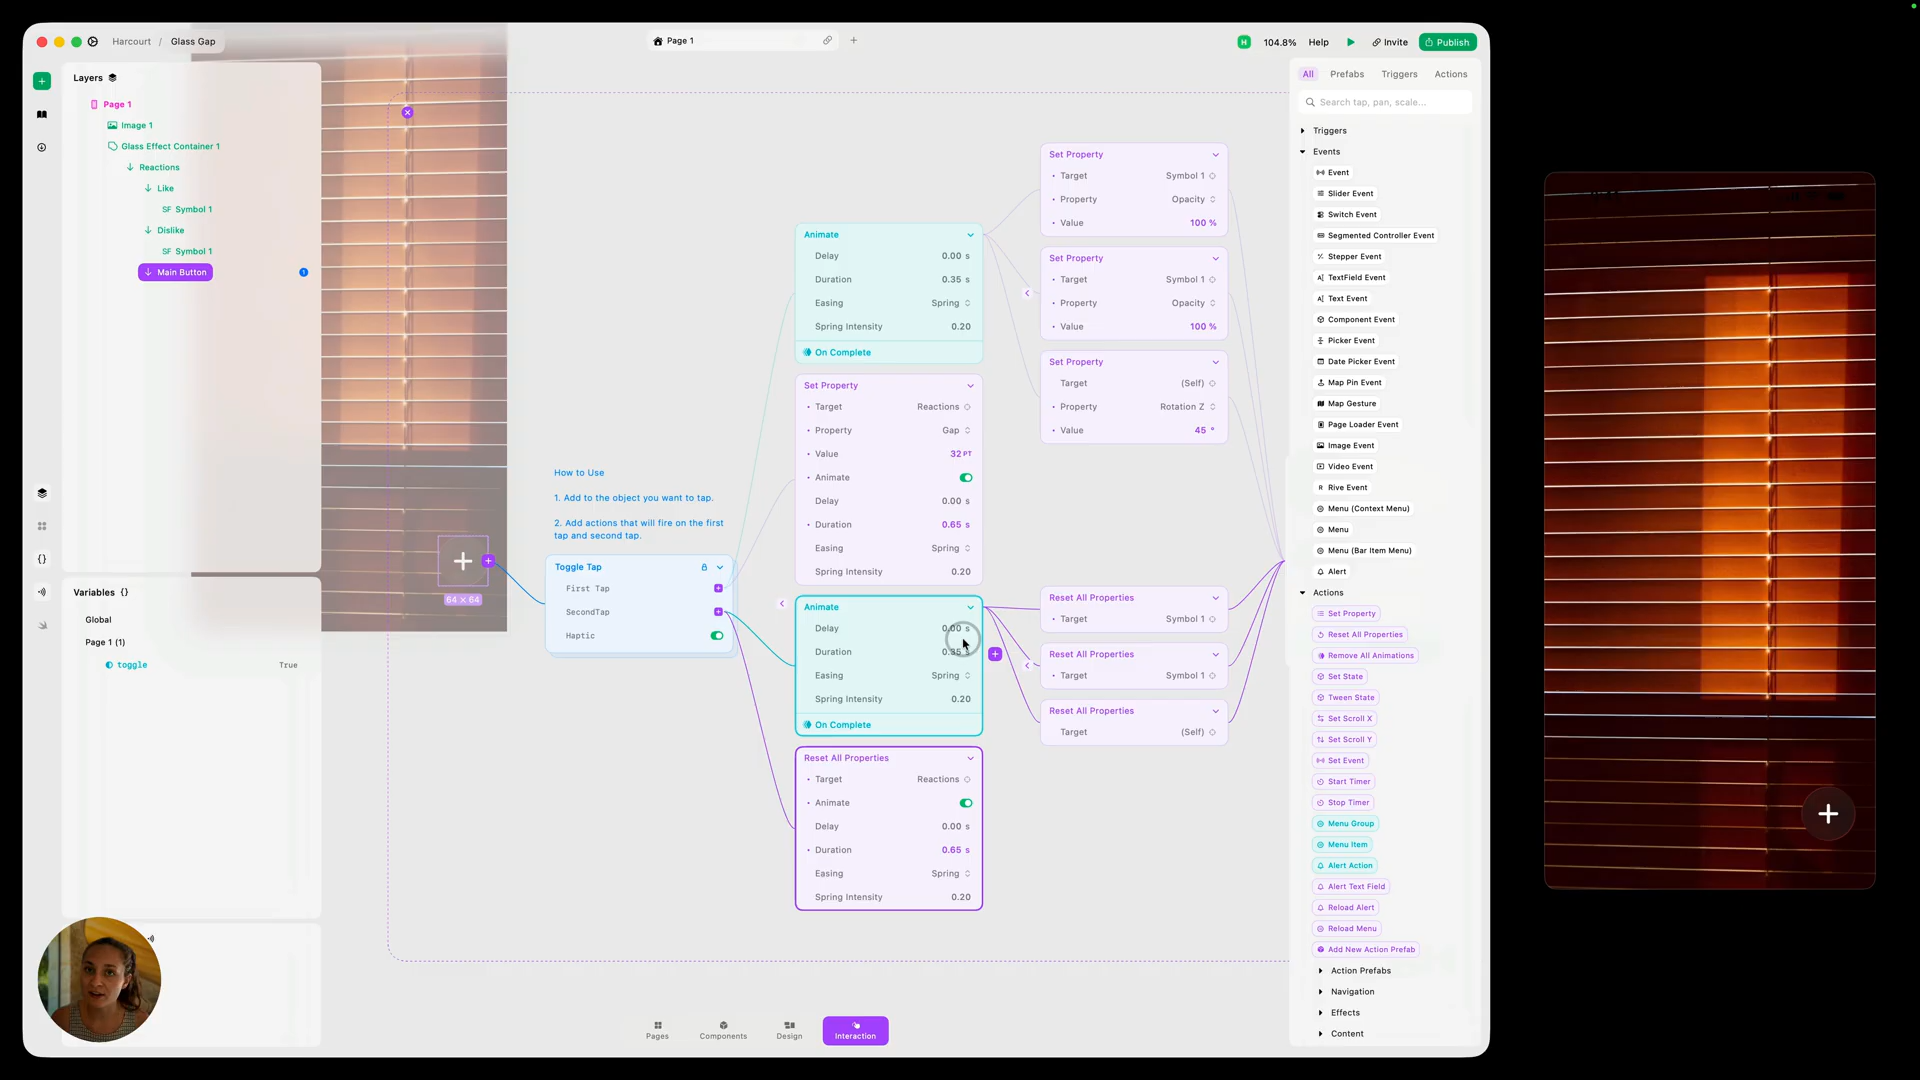 Harcourt / Glass Gap
Page 1
104.8% Help Invite Publish
Layers
Page 1
Image 1
Glass Effect Container 1
Reactions
Like
SF Symbol 1
Dislike
SF Symbol 1
Main Button 1
64 × 64
Variables {}
Global
Page 1 (1)
toggle True
How to Use
1. Add to the object you want to tap.
2. Add actions that will fire on the first
tap and second tap.
Toggle Tap
First Tap
SecondTap
Haptic
Animate
Delay 0.00 s
Duration 0.35 s
Easing Spring
Spring Intensity 0.20
On Complete
Set Property
Target Reactions
Property Gap
Value 32 PT
Animate
Delay 0.00 s
Duration 0.65 s
Easing Spring
Spring Intensity 0.20
Animate
Delay 0.00 s
Duration 0.35 s
Easing Spring
Spring Intensity 0.20
On Complete
Reset All Properties
Target Reactions
Animate
Delay 0.00 s
Duration 0.65 s
Easing Spring
Spring Intensity 0.20
Set Property
Target Symbol 1
Property Opacity
Value 100 %
Set Property
Target Symbol 1
Property Opacity
Value 100 %
Set Property
Target (Self)
Property Rotation Z
Value 45 °
Reset All Properties
Target Symbol 1
Reset All Properties
Target Symbol 1
Reset All Properties
Target (Self)
Pages Components Design Interaction
All Prefabs Triggers Actions
Search tap, pan, scale...
Triggers
Events
Event
Slider Event
Switch Event
Segmented Controller Event
Stepper Event
TextField Event
Text Event
Component Event
Picker Event
Date Picker Event
Map Pin Event
Map Gesture
Page Loader Event
Image Event
Video Event
R Rive Event
Menu (Context Menu)
Menu
Menu (Bar Item Menu)
Alert
Actions
Set Property
Reset All Properties
Remove All Animations
Set State
Tween State
Set Scroll X
Set Scroll Y
Set Event
Start Timer
Stop Timer
Menu Group
Menu Item
Alert Action
Alert Text Field
Reload Alert
Reload Menu
Add New Action Prefab
Action Prefabs
Navigation
Effects
Content